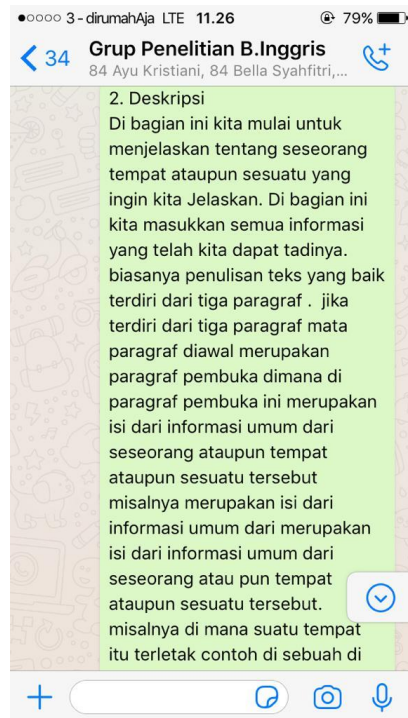 3 - dirumahAja LTE 11.26 79%
34 Grup Penelitian B.Inggris
84 Ayu Kristiani, 84 Bella Syahfitri,...
2. Deskripsi
Di bagian ini kita mulai untuk
menjelaskan tentang seseorang
tempat ataupun sesuatu yang
ingin kita Jelaskan. Di bagian ini
kita masukkan semua informasi
yang telah kita dapat tadinya.
biasanya penulisan teks yang baik
terdiri dari tiga paragraf .  jika
terdiri dari tiga paragraf mata
paragraf diawal merupakan
paragraf pembuka dimana di
paragraf pembuka ini merupakan
isi dari informasi umum dari
seseorang ataupun tempat
ataupun sesuatu tersebut
misalnya merupakan isi dari
informasi umum dari merupakan
isi dari informasi umum dari
seseorang atau pun tempat
ataupun sesuatu tersebut.
misalnya di mana suatu tempat
itu terletak contoh di sebuah di